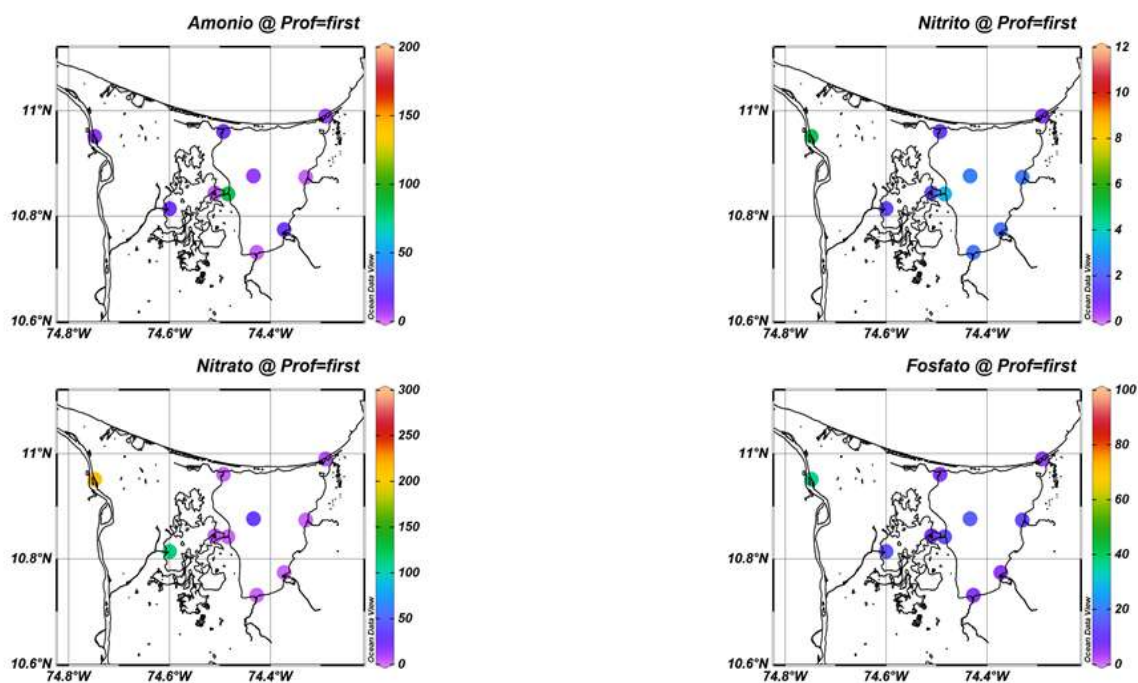 Amonio @ Prof=first
Nitrito @ Prof=first
11°N
10.8°N
10.6°N
74.8°W
74.6°W
74.4°W
200
150
100
50
0
Ocean Data View
11°N
10.8°N
10.6°N
74.8°W
74.6°W
74.4°W
12
10
8
6
4
2
0
Ocean Data View
Nitrato @ Prof=first
Fosfato @ Prof=first
11°N
10.8°N
10.6°N
74.8°W
74.6°W
74.4°W
300
250
200
150
100
50
0
Ocean Data View
11°N
10.8°N
10.6°N
74.8°W
74.6°W
74.4°W
100
80
60
40
20
0
Ocean Data View